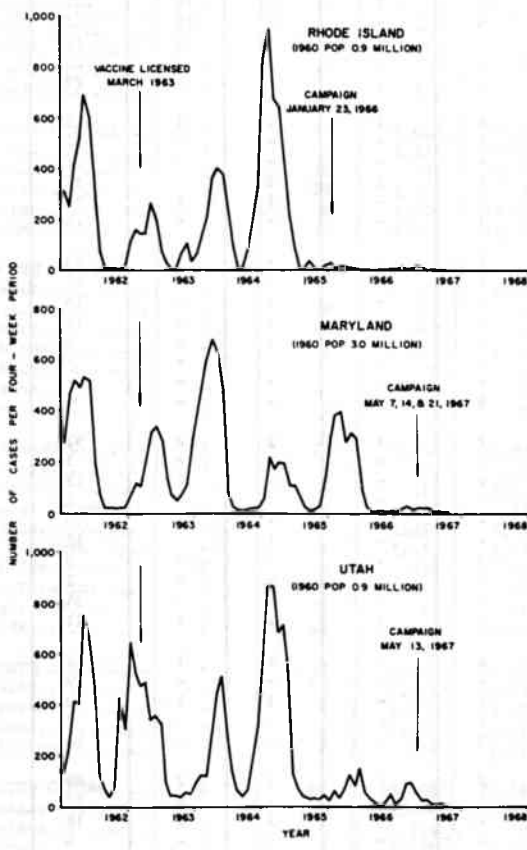 NUMBER OF CASES PER FOUR-WEEK PERIOD
RHODE ISLAND
(1960 POP 0.9 MILLION)
VACCINE LICENSED
MARCH 1963
CAMPAIGN
JANUARY 23, 1966
1,000
800
600
400
200
0
1962 1963 1964 1965 1966 1967 1968
MARYLAND
(1960 POP 3.0 MILLION)
CAMPAIGN
MAY 7, 14, & 21, 1967
800
600
400
200
0
1962 1963 1964 1965 1966 1967 1968
UTAH
(1960 POP 0.9 MILLION)
CAMPAIGN
MAY 13, 1967
1,000
800
600
400
200
0
1962 1963 1964 1965 1966 1967 1968
YEAR